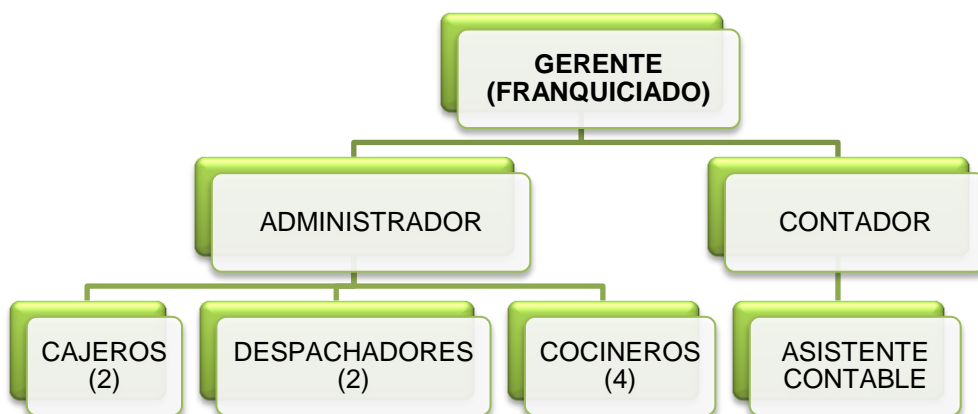 GERENTE
(FRANQUICIADO)
ADMINISTRADOR
CONTADOR
CAJEROS
(2)
DESPACHADORES
(2)
COCINEROS
(4)
ASISTENTE
CONTABLE